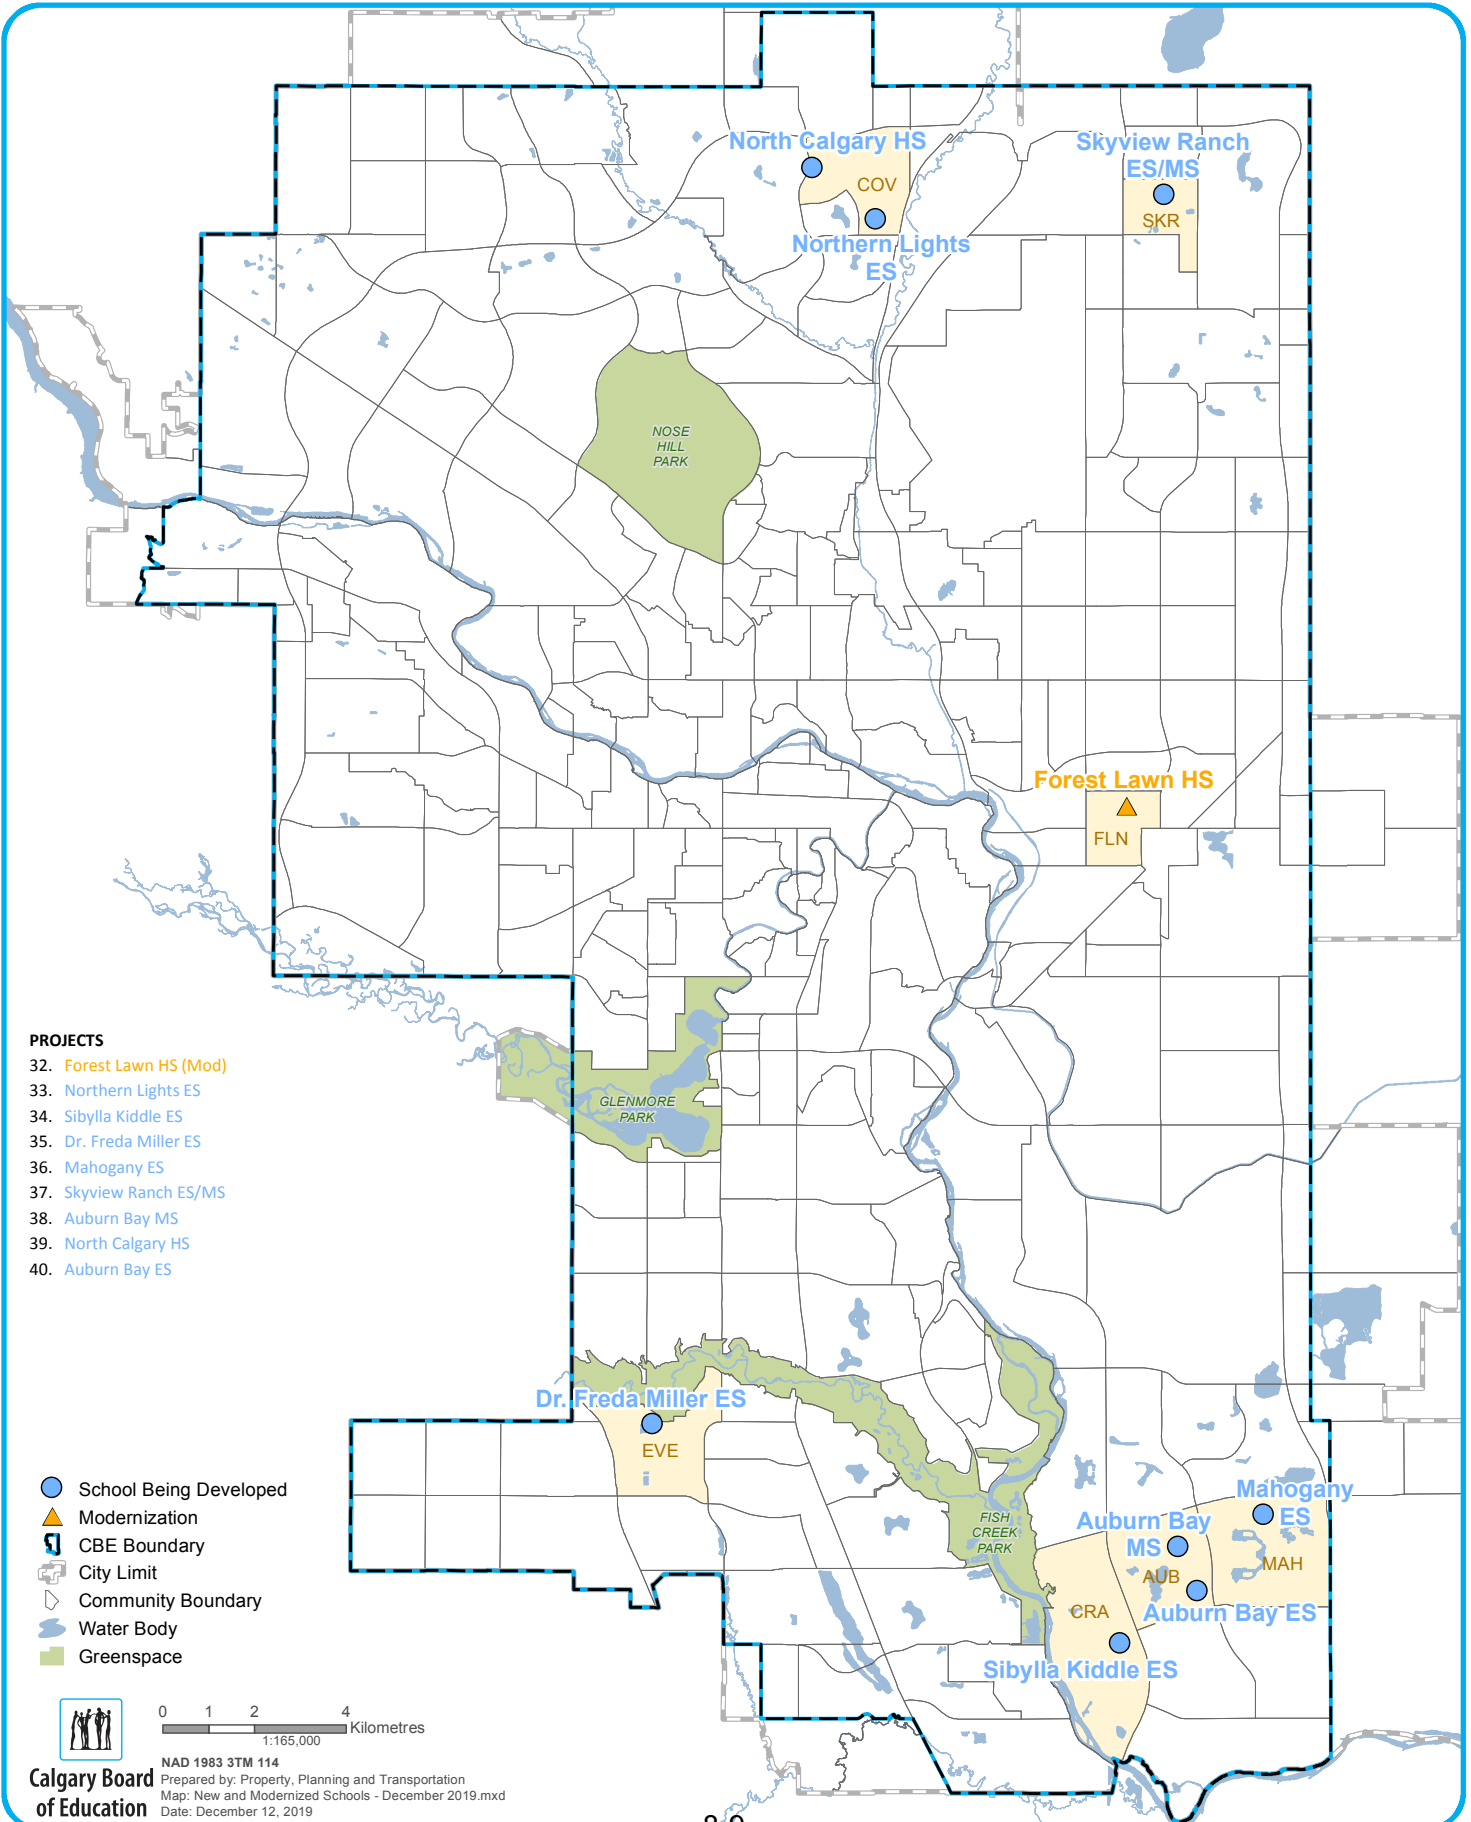 North Calgary HS
COV
Northern Lights
ES
Skyview Ranch
ES/MS
SKR
NOSE
HILL
PARK
Forest Lawn HS
FLN
PROJECTS
32. Forest Lawn HS (Mod)
33. Northern Lights ES
34. Sibylla Kiddle ES
35. Dr. Freda Miller ES
36. Mahogany ES
37. Skyview Ranch ES/MS
38. Auburn Bay MS
39. North Calgary HS
40. Auburn Bay ES
GLENMORE
PARK
Dr. Freda Miller ES
EVE
FISH
CREEK
PARK
Mahogany
ES
MAH
Auburn Bay
MS
AUB
Auburn Bay ES
CRA
Sibylla Kiddle ES
School Being Developed
Modernization
CBE Boundary
City Limit
Community Boundary
Water Body
Greenspace
0 1 2 4
Kilometres
1:165,000
NAD 1983 3TM 114
Prepared by: Property, Planning and Transportation
Map: New and Modernized Schools - December 2019.mxd
Date: December 12, 2019
Calgary Board
of Education